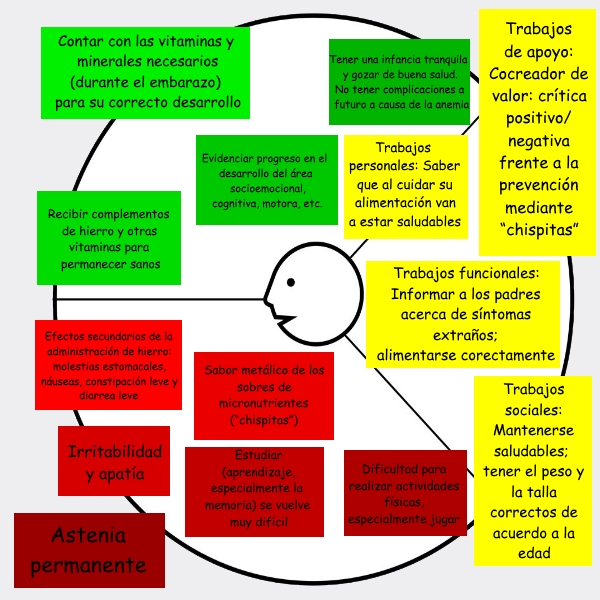 Contar con las vitaminas y
minerales necesarios
(durante el embarazo)
para su correcto desarrollo
Tener una infancia tranquila
y gozar de buena salud.
No tener complicaciones a
futuro a causa de la anemia
Trabajos
de apoyo:
Cocreador de
valor: crítica
positivo/
negativa
frente a la
prevención
mediante
“chispitas”
Evidenciar progreso en el
desarrollo del área
socioemocional,
cognitiva, motora, etc.
Trabajos
personales: Saber
que al cuidar su
alimentación van
a estar saludables
Recibir complementos
de hierro y otras
vitaminas para
permanecer sanos
Trabajos funcionales:
Informar a los padres
acerca de síntomas
extraños;
alimentarse corectamente
Efectos secundarios de la
administración de hierro:
molestias estomacales,
náuseas, constipación leve y
diarrea leve
Sabor metálico de los
sobres de
micronutrientes
(“chispitas”)
Trabajos
sociales:
Mantenerse
saludables;
tener el peso y
la talla
correctos de
acuerdo a la
edad
Irritabilidad
y apatía
Estudiar
(aprendizaje,
especialmente la
memoria) se vuelve
muy difícil
Dificultad para
realizar actividades
físicas,
especialmente jugar
Astenia
permanente